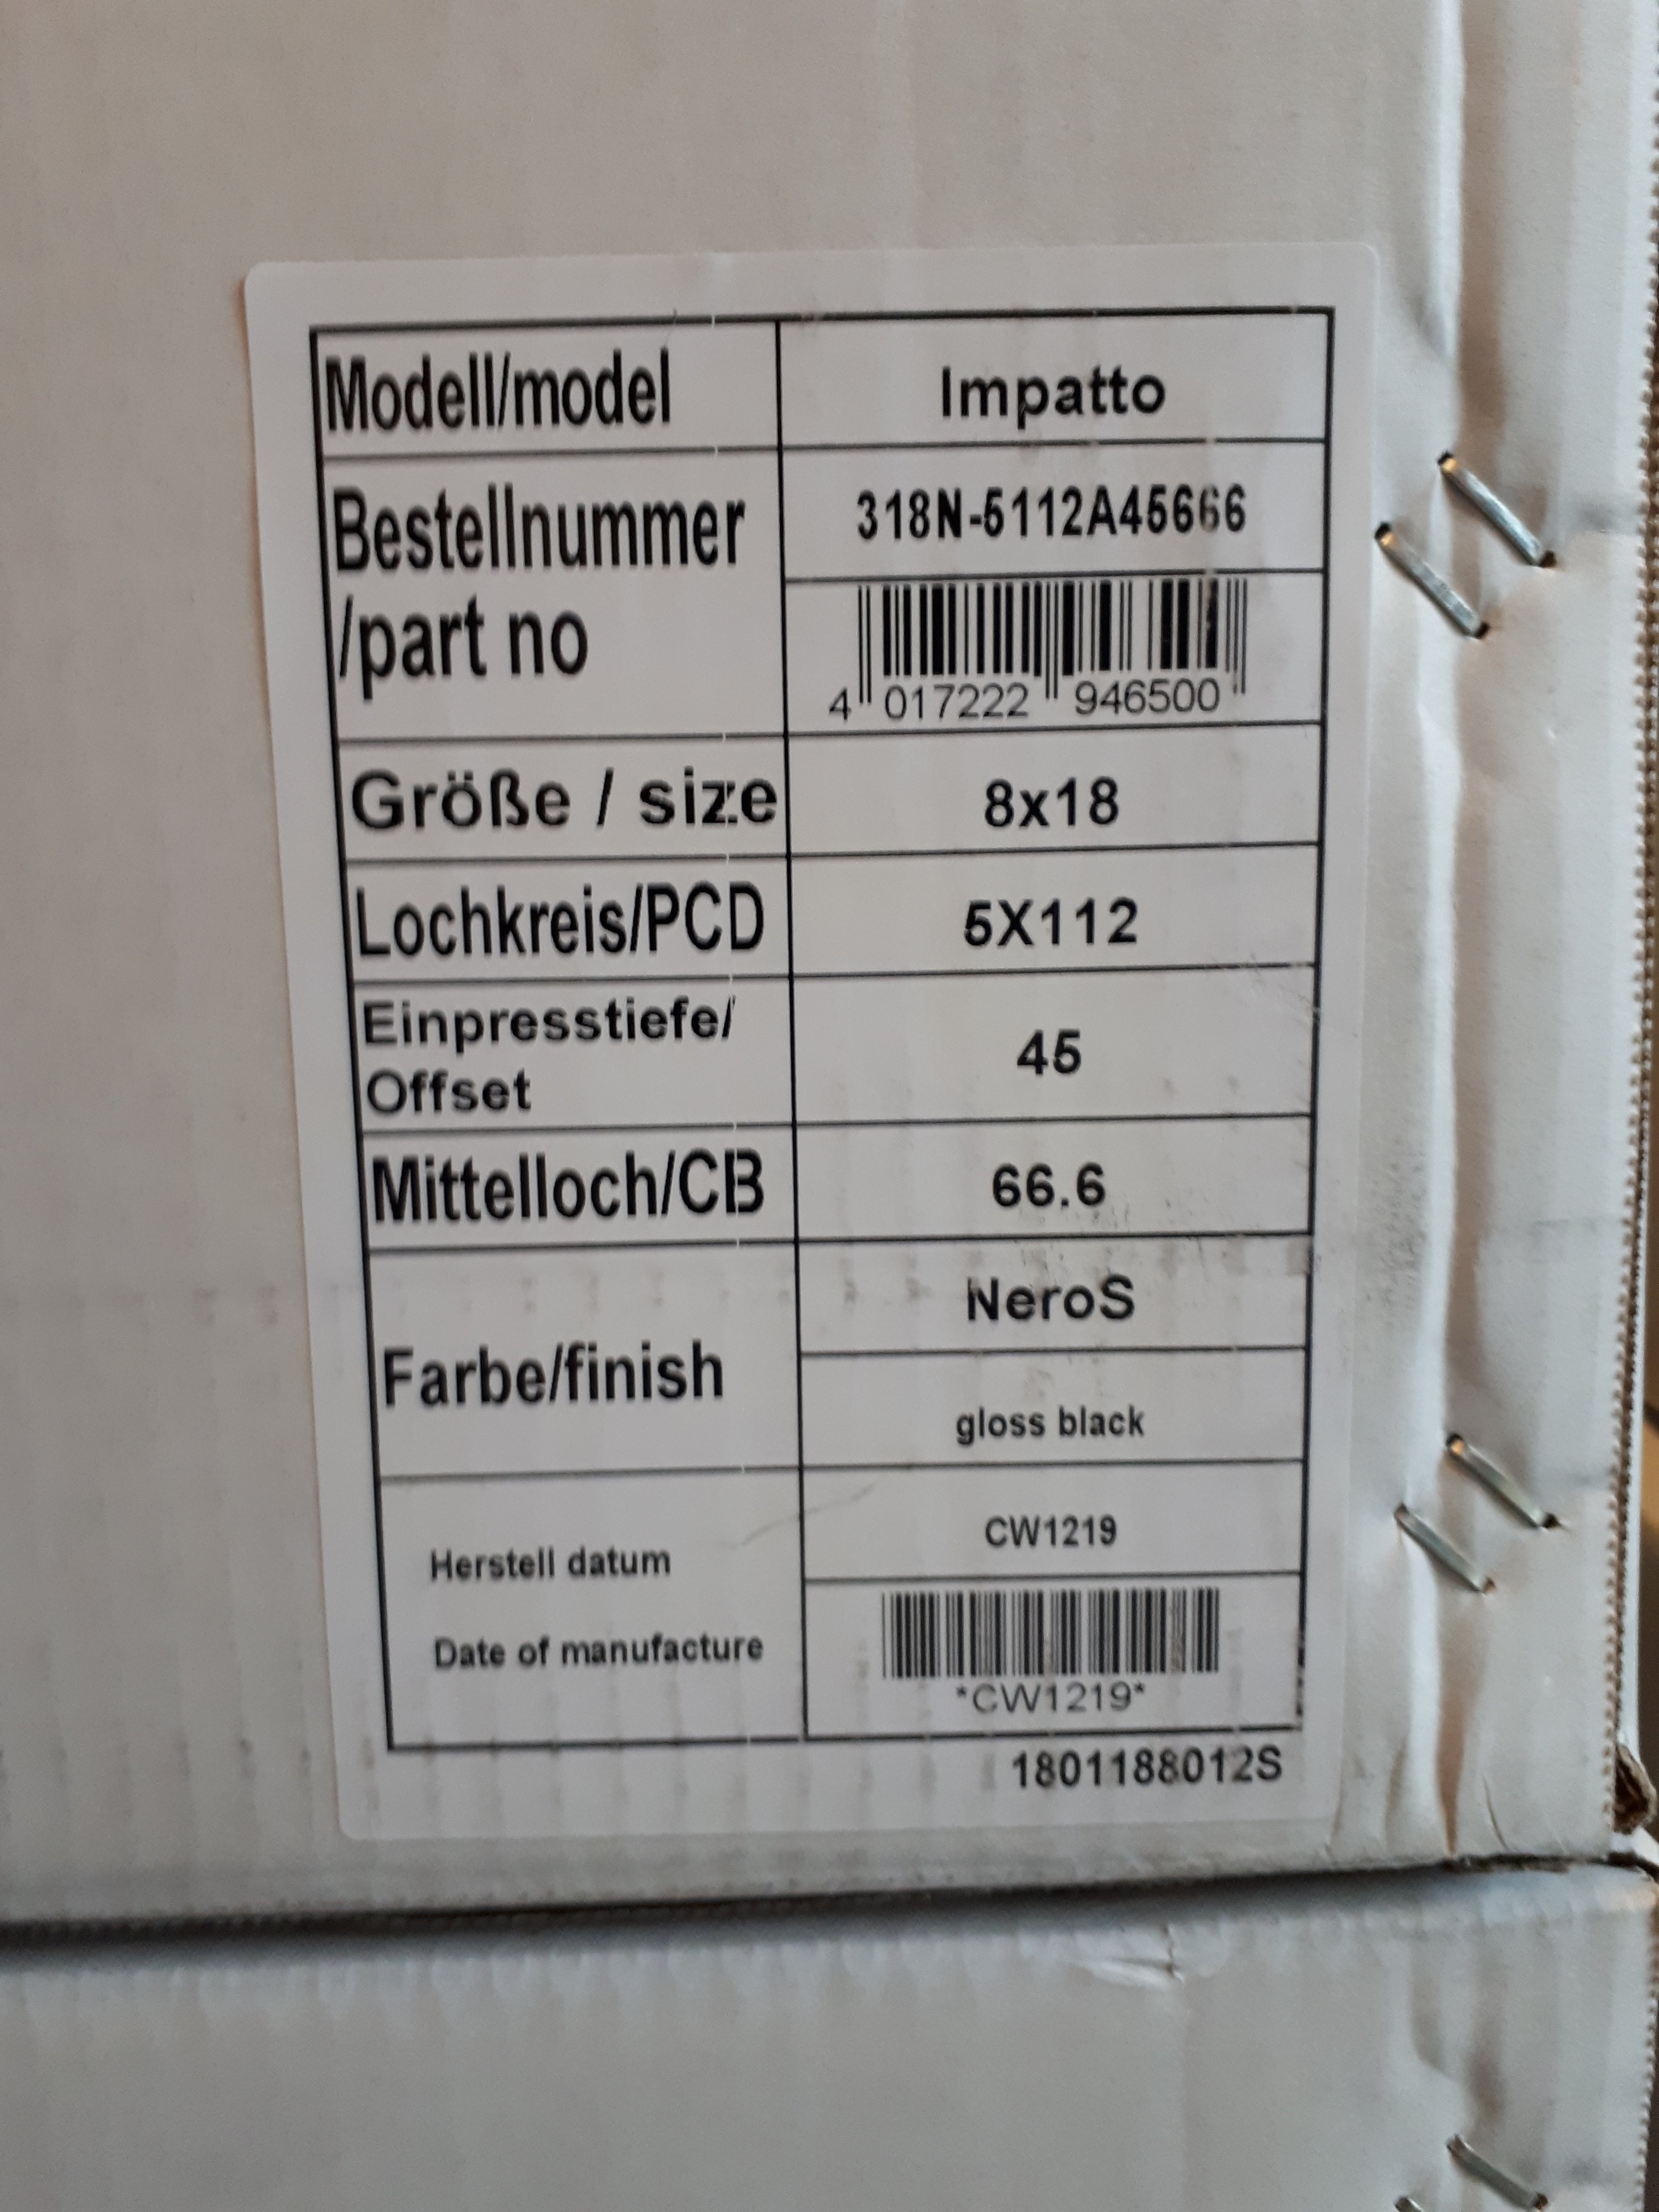 Modell/model
Impatto
Bestellnummer
/part no
318N-5112A45666
4 017222 946500
Größe / size
8x18
Lochkreis/PCD
5X112
Einpresstiefe/
Offset
45
Mittelloch/CB
66.6
Farbe/finish
NeroS
gloss black
Herstell datum
Date of manufacture
CW1219
*CW1219*
1801188012S